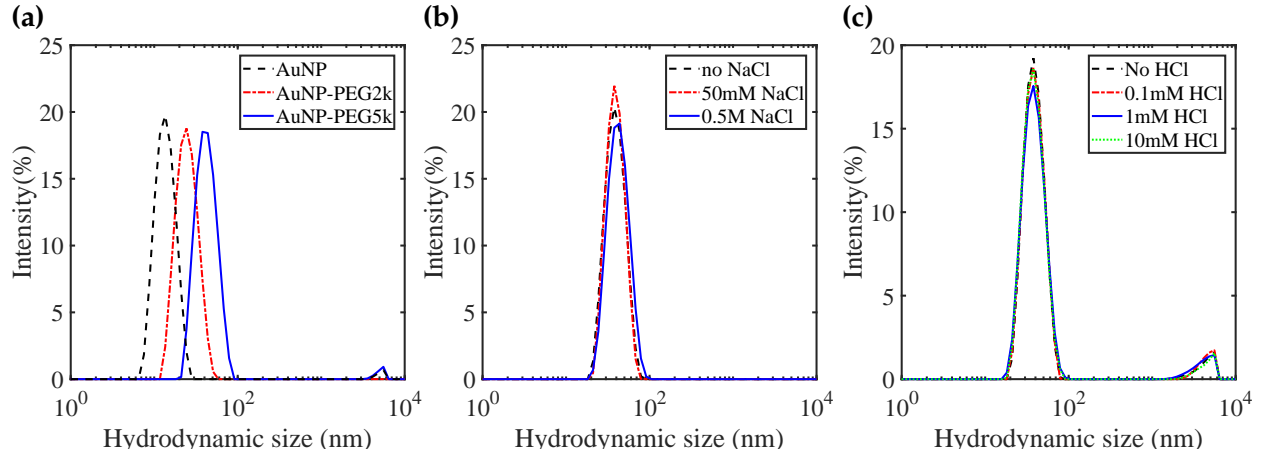 (a)
25
20
15
10
5
0
10^0
10^2
10^4
Intensity(%)
Hydrodynamic size (nm)
AuNP
AuNP-PEG2k
AuNP-PEG5k
(b)
25
20
15
10
5
0
10^0
10^2
10^4
Intensity(%)
Hydrodynamic size (nm)
no NaCl
50mM NaCl
0.5M NaCl
(c)
20
15
10
5
0
10^0
10^2
10^4
Intensity(%)
Hydrodynamic size (nm)
No HCl
0.1mM HCl
1mM HCl
10mM HCl